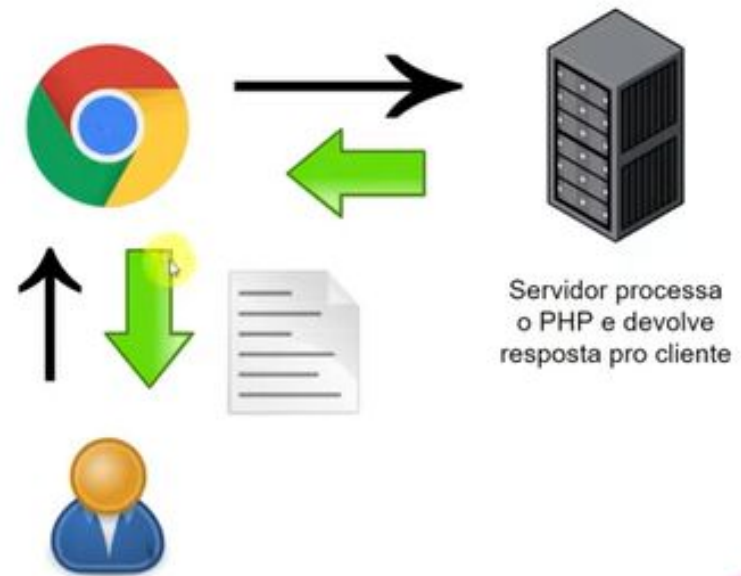 Servidor processa
o PHP e devolve
resposta pro cliente